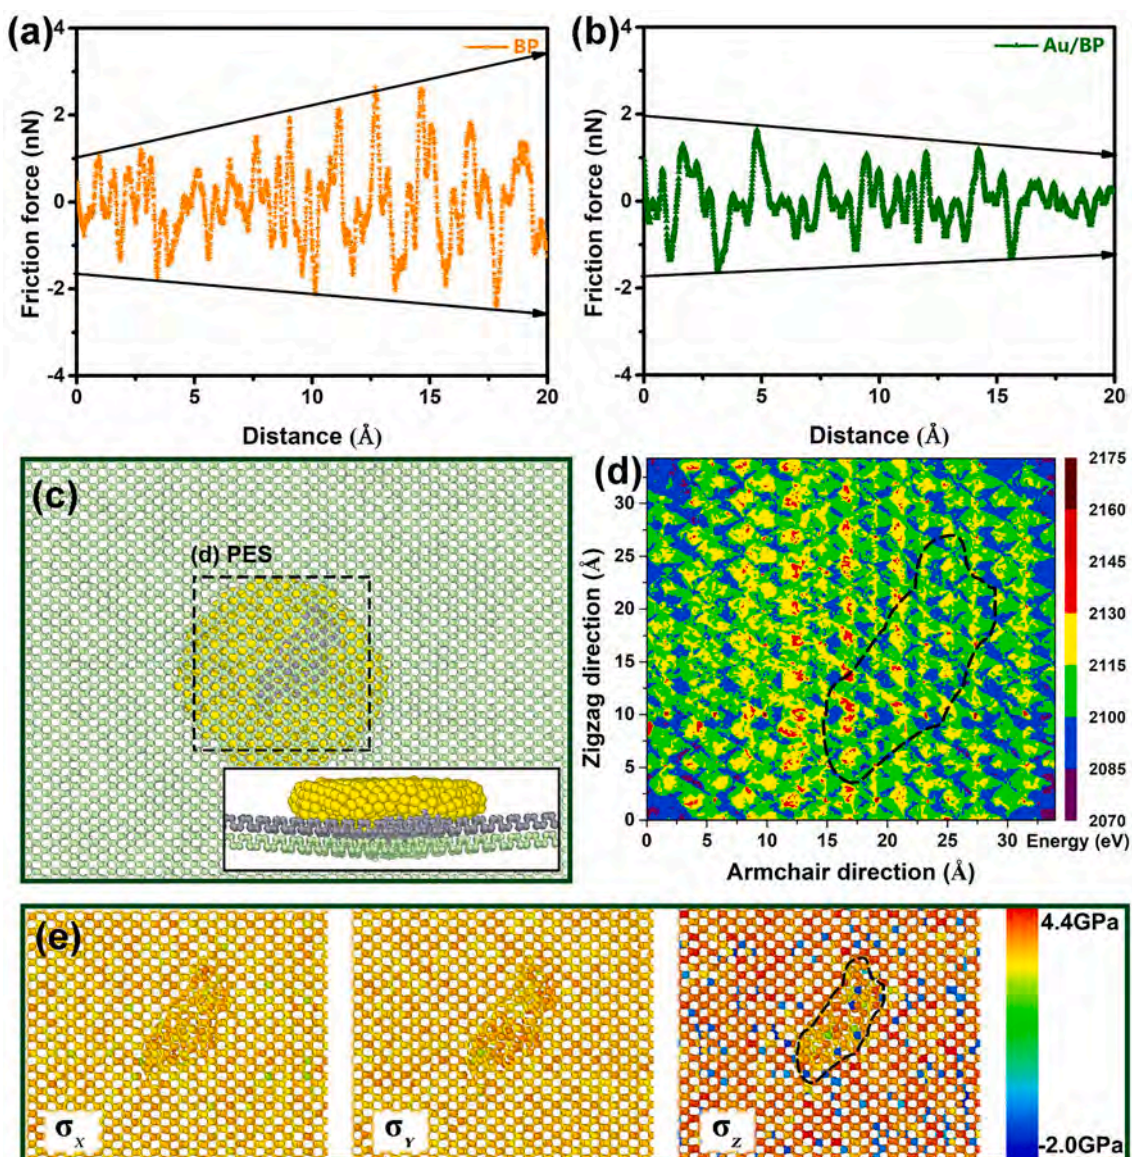 (a)
BP
4
2
0
-2
-4
Friction force (nN)
0 5 10 15 20
Distance (Å)
(b)
Au/BP
4
2
0
-2
-4
Friction force (nN)
0 5 10 15 20
Distance (Å)
(c)
(d) PES
(d)
30
25
20
15
10
5
0
Zigzag direction (Å)
0 5 10 15 20 25 30
Armchair direction (Å)
2175
2160
2145
2130
2115
2100
2085
2070
Energy (eV)
(e)
σX
σY
σZ
4.4GPa
-2.0GPa